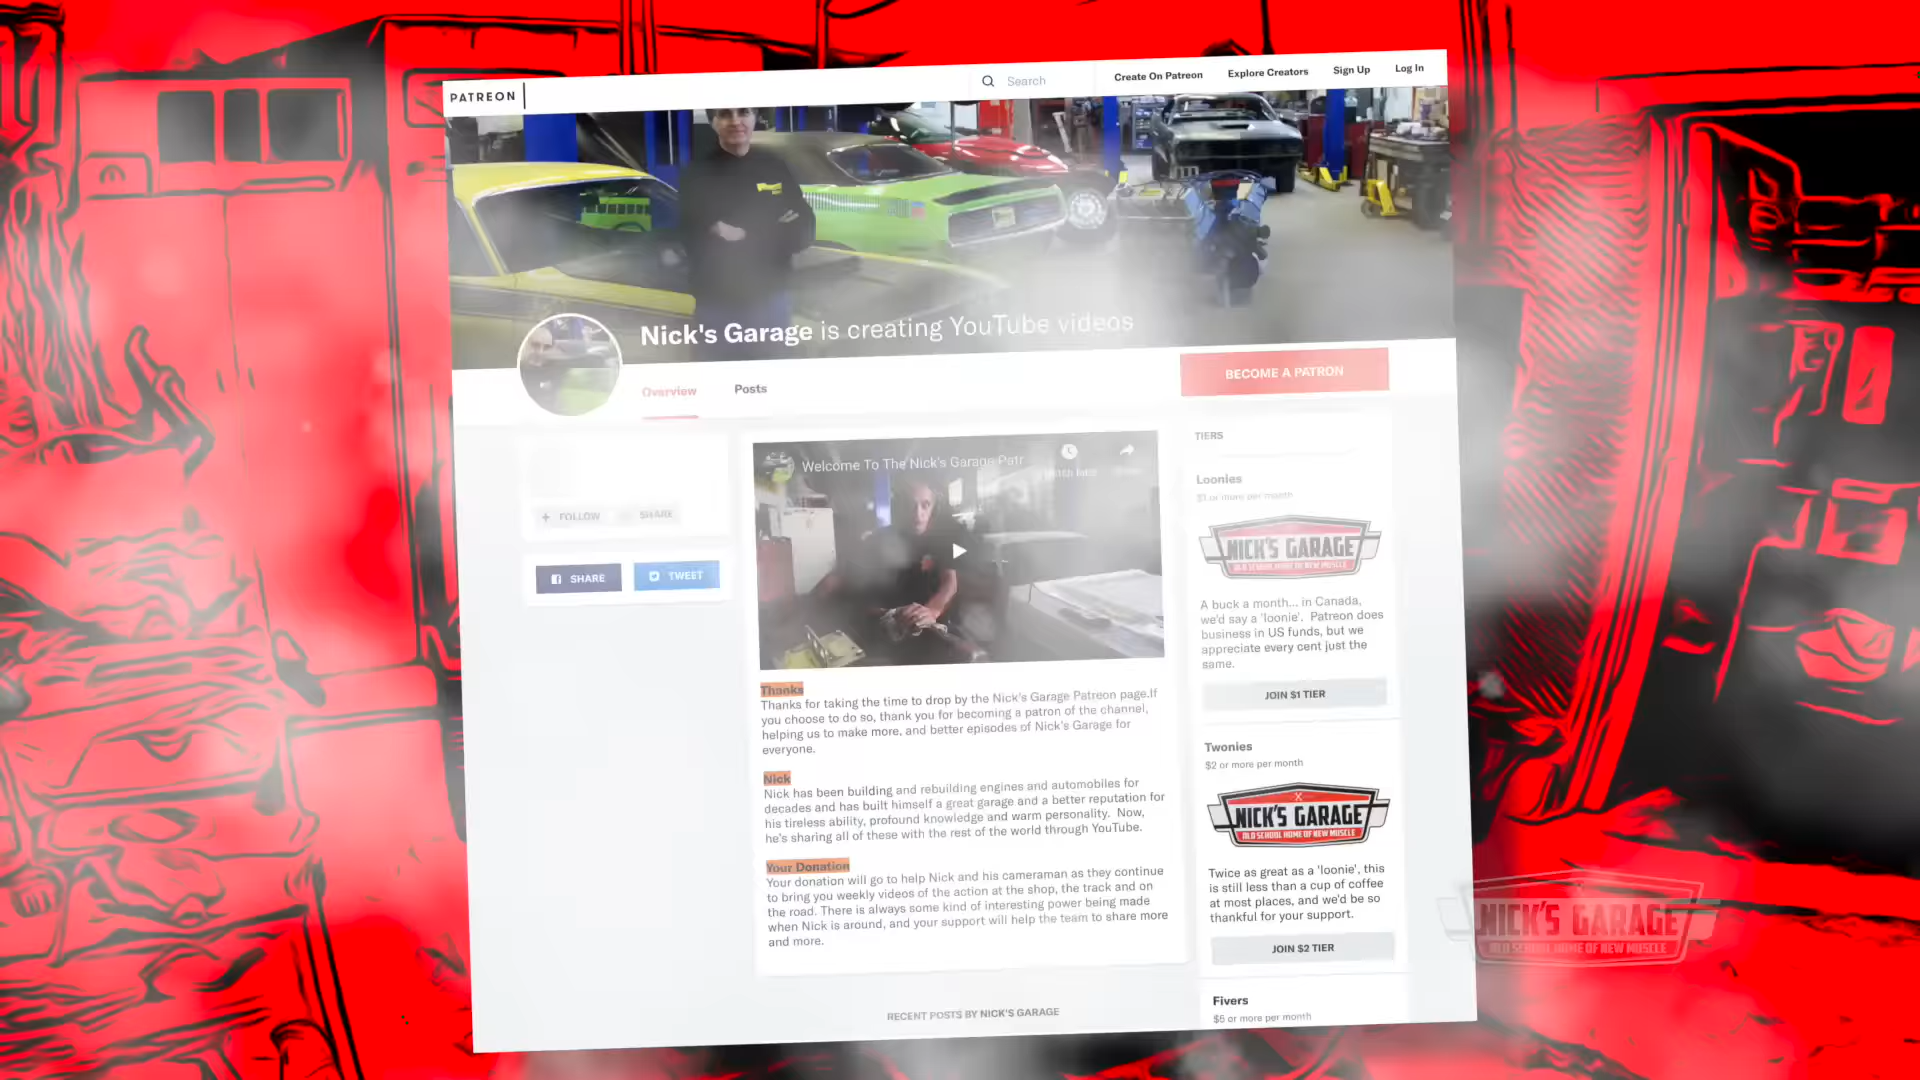 PATREON
Search
Create On Patreon
Explore Creators
Sign Up
Log In
Nick's Garage is creating YouTube videos
Overview
Posts
BECOME A PATRON
FOLLOW
SHARE
SHARE
TWEET
Welcome To The Nick's Garage Patr
Thanks
Thanks for taking the time to drop by the Nick's Garage Patreon page.If
you choose to do so, thank you for becoming a patron of the channel,
helping us to make more, and better episodes of Nick's Garage for
everyone.
Nick
Nick has been building and rebuilding engines and automobiles for
decades and has built himself a great garage and a better reputation for
his tireless ability, profound knowledge and warm personality. Now,
he's sharing all of these with the rest of the world through YouTube.
Your Donation
Your donation will go to help Nick and his cameraman as they continue
to bring you weekly videos of the action at the shop, the track and on
the road. There is always some kind of interesting power being made
when Nick is around, and your support will help the team to share more
and more.
RECENT POSTS BY NICK'S GARAGE
TIERS
Loonies
$1 or more per month
NICK'S GARAGE
OLD SCHOOL HOME OF NEW MUSCLE
A buck a month... in Canada,
we'd say a 'loonie'. Patreon does
business in US funds, but we
appreciate every cent just the
same.
JOIN $1 TIER
Twonies
$2 or more per month
NICK'S GARAGE
OLD SCHOOL HOME OF NEW MUSCLE
Twice as great as a 'loonie', this
is still less than a cup of coffee
at most places, and we'd be so
thankful for your support.
JOIN $2 TIER
Fivers
$5 or more per month
NICK'S GARAGE
OLD SCHOOL HOME OF NEW MUSCLE